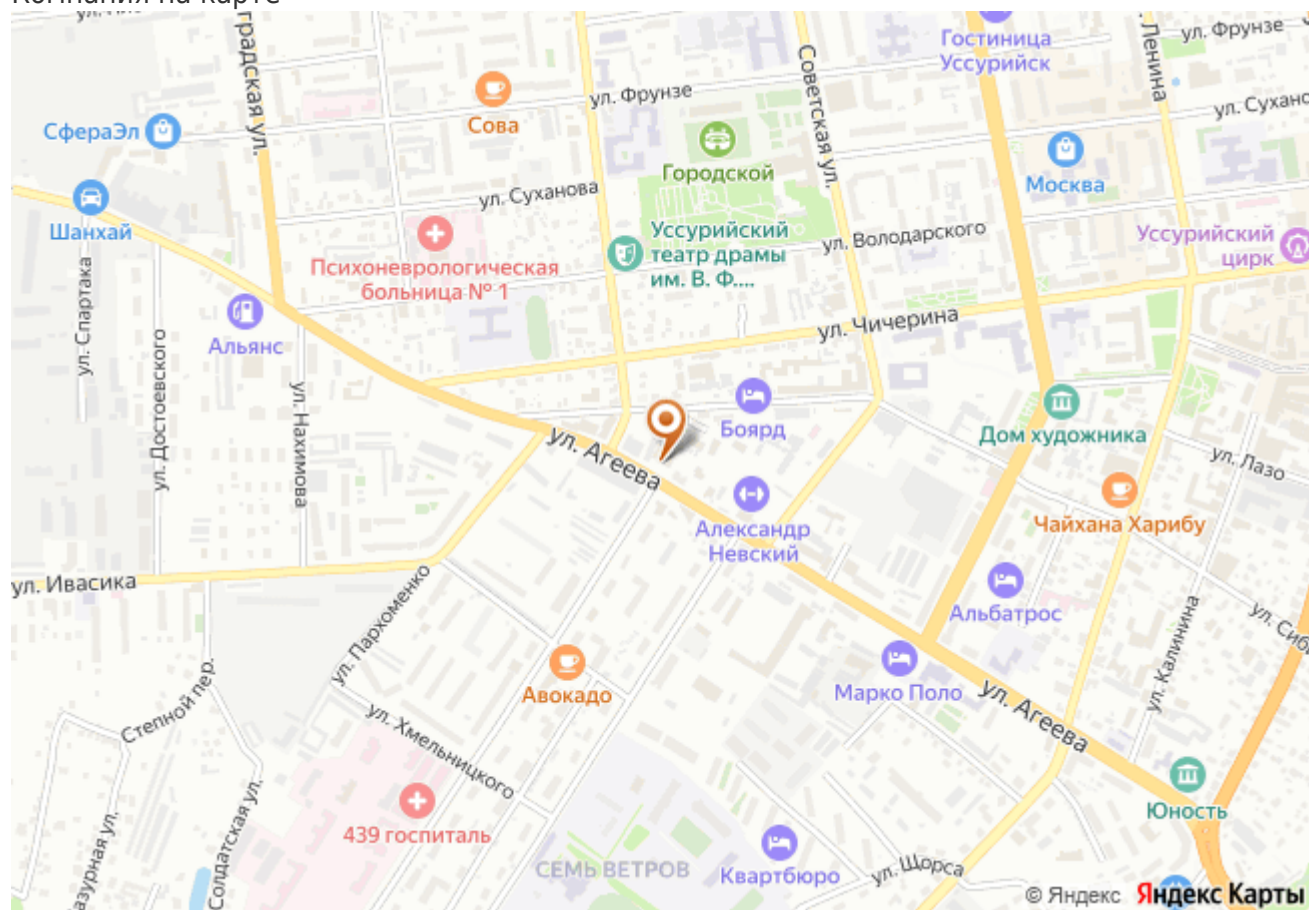 Компания на карте
градская ул.
Сова
ул. Фрунзе
Советская ул.
Гостиница
Уссурийск
Ленина
ул. Фрунзе
СфераЭл
Городской
Москва
Шанхай
ул. Суханова
Психоневрологическая
больница № 1
Уссурийский
театр драмы
им. В. Ф....
ул. Володарского
Уссурийский
цирк
ул. Спартака
ул. Достоевского
Альянс
ул. Нахимова
ул. Чичерина
Боярд
Дом художника
ул. Лазо
ул. Агеева
Александр
Невский
Чайхана Харибу
ул. Ивасика
ул. Пархоменко
Альбатрос
ул. Калинина
Степной пер.
Авокадо
Марко Поло
ул. Агеева
ул. Хмельницкого
Солдатская ул.
439 госпиталь
Юность
СЕМЬ ВЕТРОВ
Квартбюро
ул. Щорса
© Яндекс Яндекс Карты